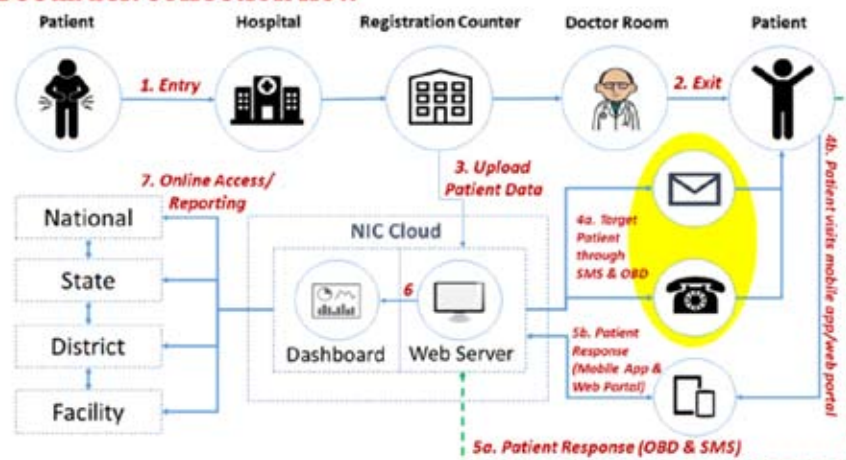 Patient
Hospital
Registration Counter
Doctor Room
Patient
1. Entry
2. Exit
3. Upload
Patient Data
7. Online Access/
Reporting
National
State
District
Facility
NIC Cloud
6
Dashboard
Web Server
4a. Target
Patient
through
SMS & OBD
4b. Patient visits mobile app/web portal
5b. Patient
Response
(Mobile App &
Web Portal)
5a. Patient Response (OBD & SMS)